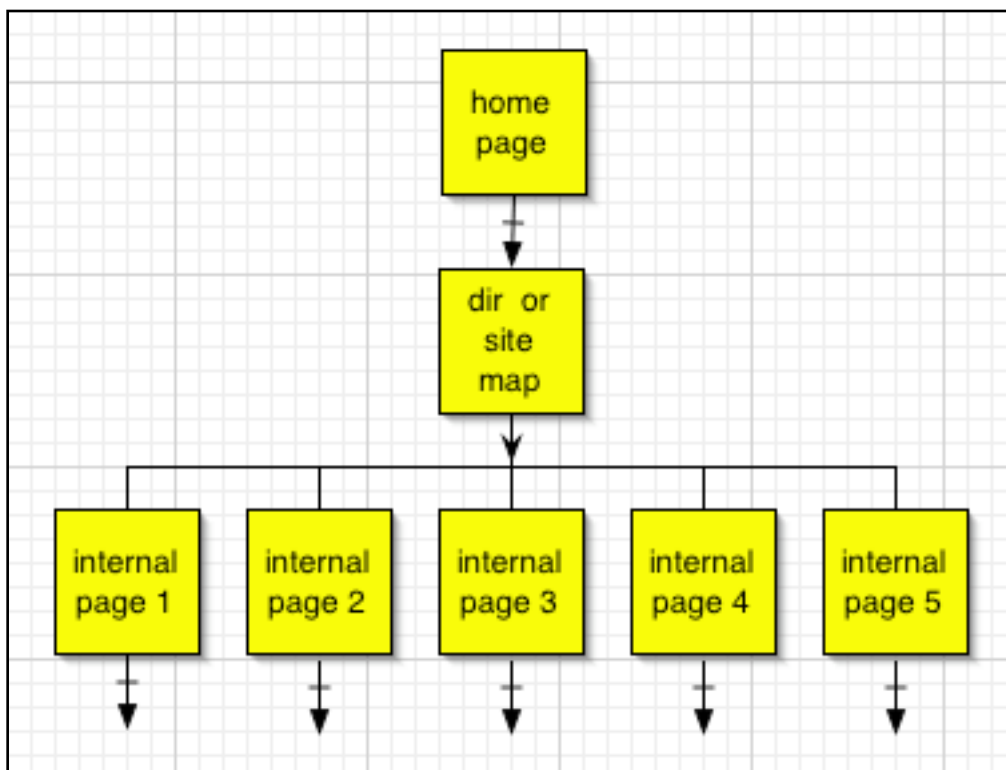 home
page
dir or
site
map
internal
page 1
internal
page 2
internal
page 3
internal
page 4
internal
page 5